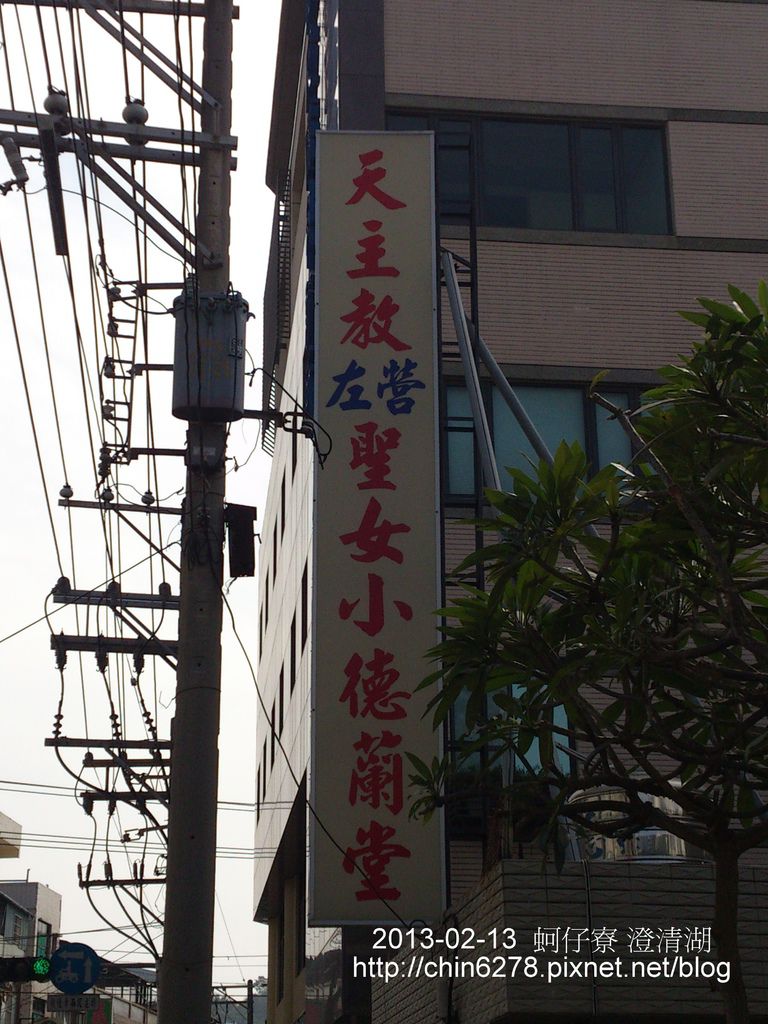 天主教左營聖女小德蘭堂
2013-02-13 蚵仔寮 澄清湖
http://chin6278.pixnet.net/blog